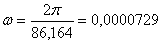 ω = 2π / 86,164 = 0,0000729